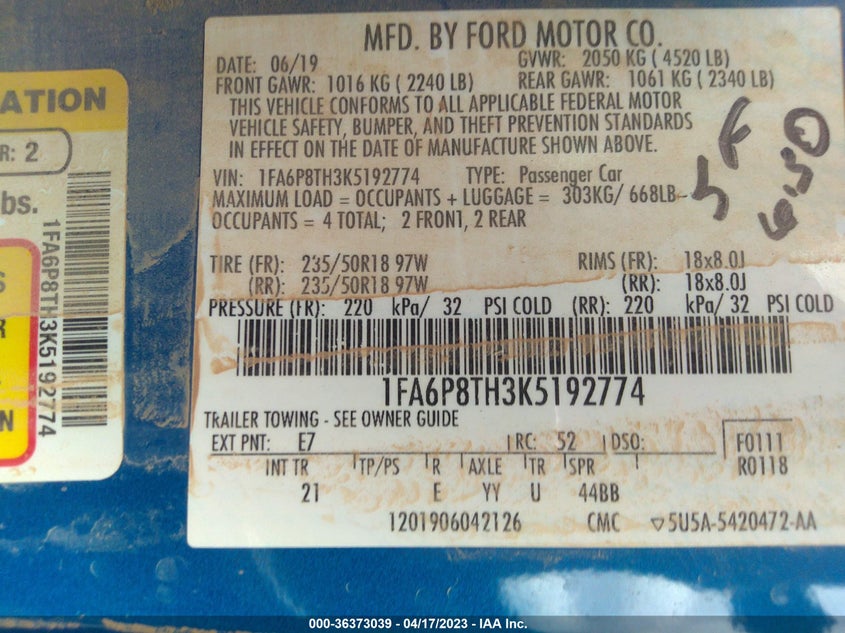 MFD. BY FORD MOTOR CO.
DATE: 06/19 GVWR: 2050 KG ( 4520 LB)
FRONT GAWR: 1016 KG ( 2240 LB) REAR GAWR: 1061 KG ( 2340 LB)
THIS VEHICLE CONFORMS TO ALL APPLICABLE FEDERAL MOTOR
VEHICLE SAFETY, BUMPER, AND THEFT PREVENTION STANDARDS
IN EFFECT ON THE DATE OF MANUFACTURE SHOWN ABOVE.
VIN: 1FA6P8TH3K5192774 TYPE: Passenger Car
MAXIMUM LOAD = OCCUPANTS + LUGGAGE = 303KG/ 668LB
OCCUPANTS = 4 TOTAL; 2 FRONT, 2 REAR
TIRE (FR): 235/50R18 97W RIMS (FR): 18x8.0J
(RR): 235/50R18 97W (RR): 18x8.0J
PRESSURE (FR): 220 kPa/ 32 PSI COLD (RR): 220 kPa/ 32 PSI COLD
1FA6P8TH3K5192774
TRAILER TOWING - SEE OWNER GUIDE
EXT PNT: E7 RC: 52 DSO: F0111
R0118
INT TR TP/PS R AXLE TR SPR
21 E YY U 44BB
1201906042126 CMC ▽5U5A-5420472-AA
ATION
R: 2
bs.
1FA6P8TH3K5192774
S
R
N
000-36373039 - 04/17/2023 - IAA Inc.